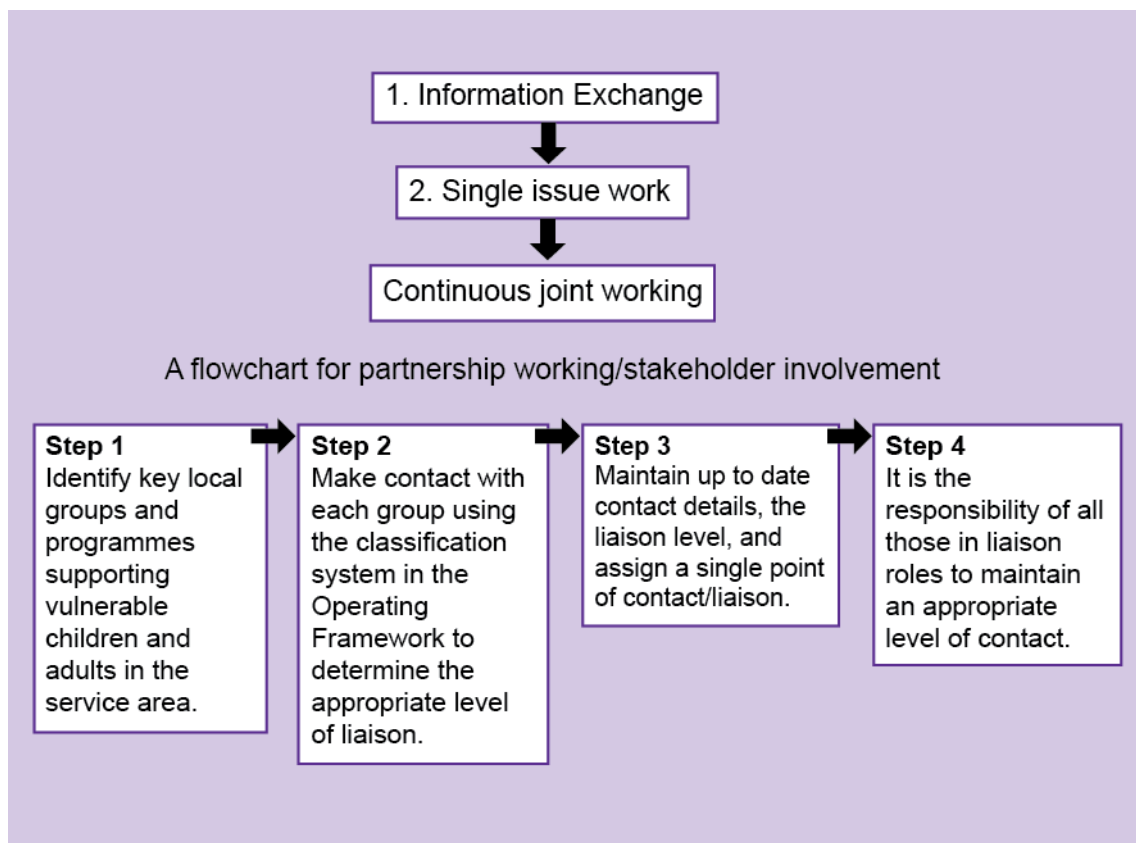 1. Information Exchange
2. Single issue work
Continuous joint working
A flowchart for partnership working/stakeholder involvement
Step 1
Identify key local
groups and
programmes
supporting
vulnerable
children and
adults in the
service area.
Step 2
Make contact with
each group using
the classification
system in the
Operating
Framework to
determine the
appropriate level
of liaison.
Step 3
Maintain up to date
contact details, the
liaison level, and
assign a single point
of contact/liaison.
Step 4
It is the
responsibility of all
those in liaison
roles to maintain
an appropriate
level of contact.